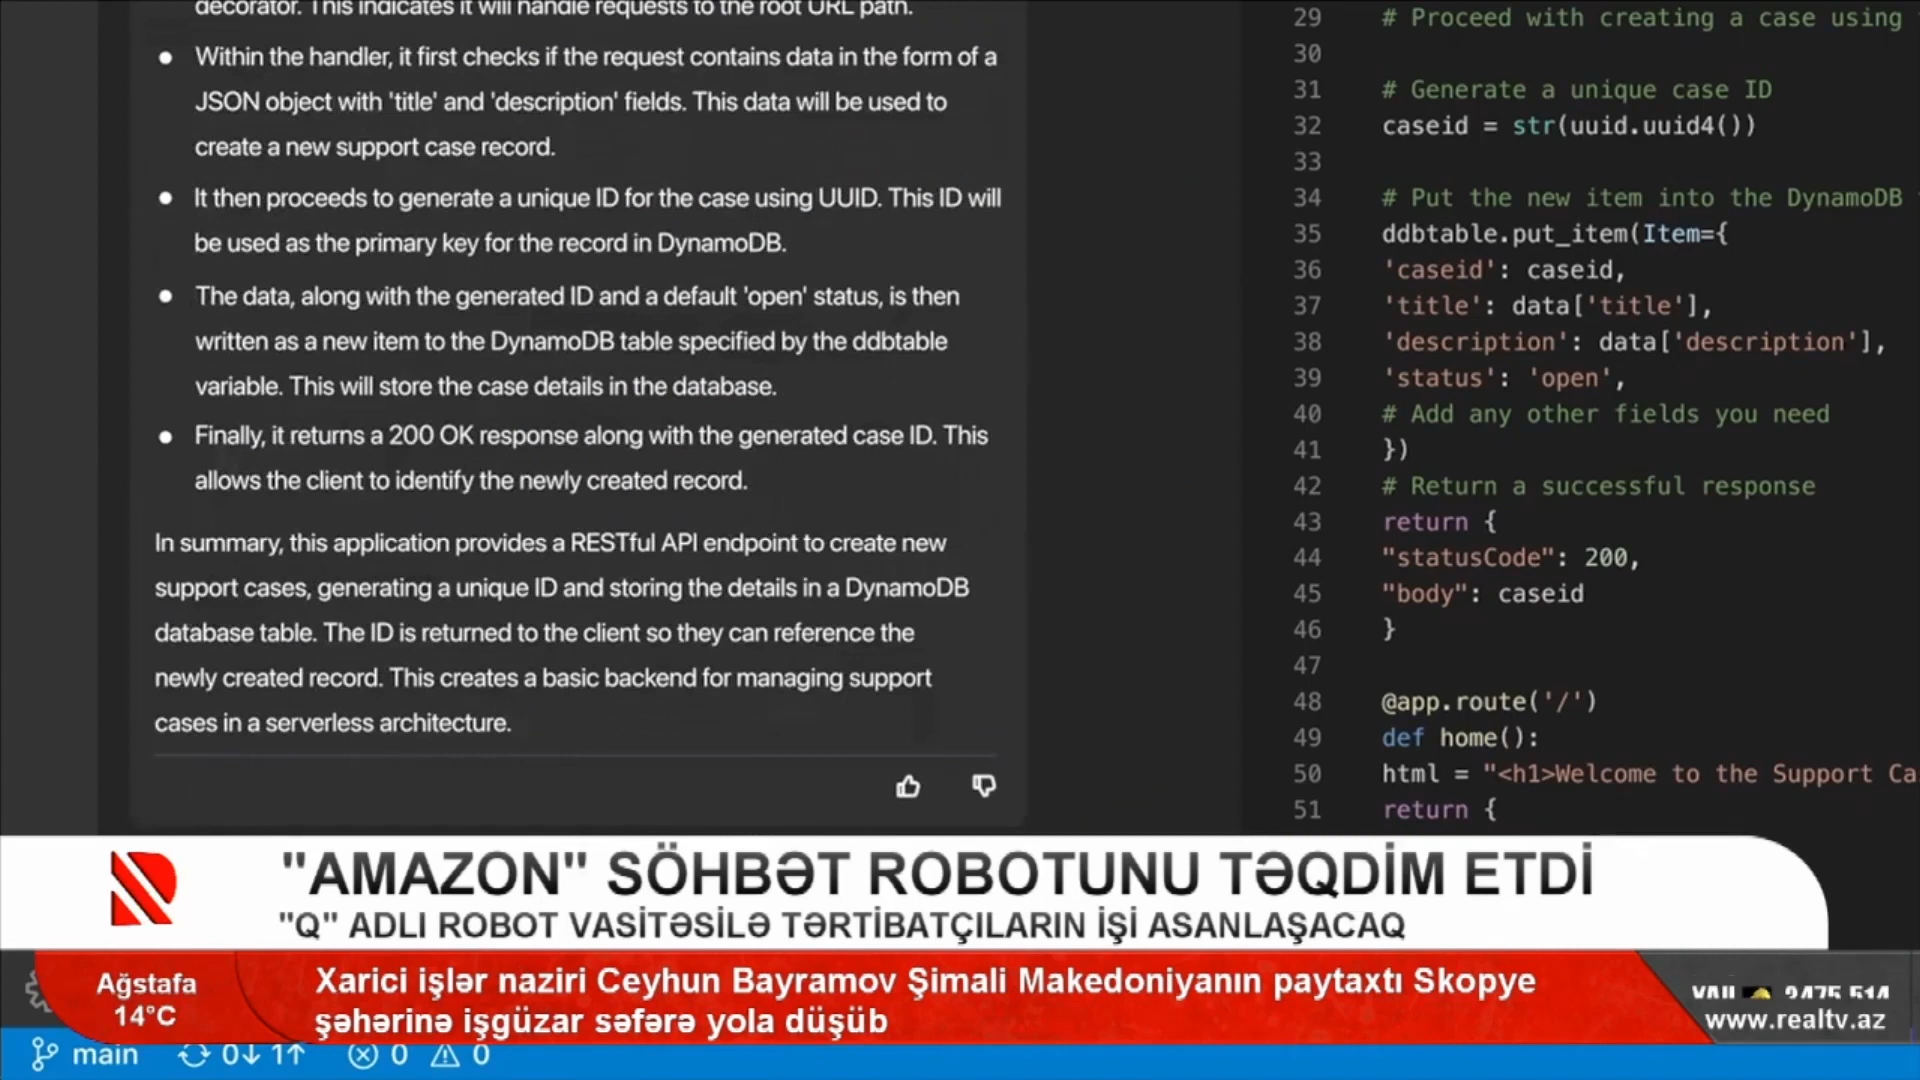 decorator. This indicates it will handle requests to the root URL path.
● Within the handler, it first checks if the request contains data in the form of a
JSON object with 'title' and 'description' fields. This data will be used to
create a new support case record.
● It then proceeds to generate a unique ID for the case using UUID. This ID will
be used as the primary key for the record in DynamoDB.
● The data, along with the generated ID and a default 'open' status, is then
written as a new item to the DynamoDB table specified by the ddbtable
variable. This will store the case details in the database.
● Finally, it returns a 200 OK response along with the generated case ID. This
allows the client to identify the newly created record.
In summary, this application provides a RESTful API endpoint to create new
support cases, generating a unique ID and storing the details in a DynamoDB
database table. The ID is returned to the client so they can reference the
newly created record. This creates a basic backend for managing support
cases in a serverless architecture.
29 # Proceed with creating a case using
30
31 # Generate a unique case ID
32 caseid = str(uuid.uuid4())
33
34 # Put the new item into the DynamoDB
35 ddbtable.put_item(Item={
36 'caseid': caseid,
37 'title': data['title'],
38 'description': data['description'],
39 'status': 'open',
40 # Add any other fields you need
41 })
42 # Return a successful response
43 return {
44 "statusCode": 200,
45 "body": caseid
46 }
47
48 @app.route('/')
49 def home():
50 html = "<h1>Welcome to the Support Ca
51 return {
"AMAZON" SÖHBƏT ROBOTUNU TƏQDİM ETDİ
"Q" ADLI ROBOT VASİTƏSİLƏ TƏRTİBATÇILARIN İŞİ ASANLAŞACAQ
Ağstafa
14°C
Xarici işlər naziri Ceyhun Bayramov Şimali Makedoniyanın paytaxtı Skopye
şəhərinə işgüzar səfərə yola düşüb
www.realtv.az
main 0↓ 1↑ 0 0